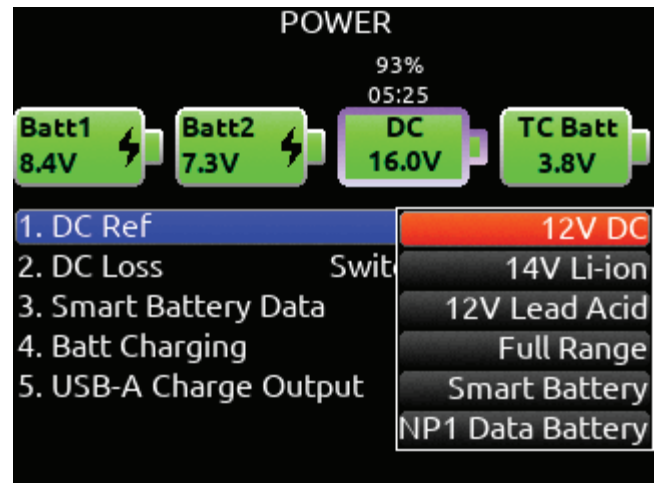 POWER
93%
05:25
Batt1
8.4V
Batt2
7.3V
DC
16.0V
TC Batt
3.8V
1. DC Ref
12V DC
2. DC Loss
14V Li-ion
3. Smart Battery Data
12V Lead Acid
4. Batt Charging
Full Range
5. USB-A Charge Output
Smart Battery
NP1 Data Battery